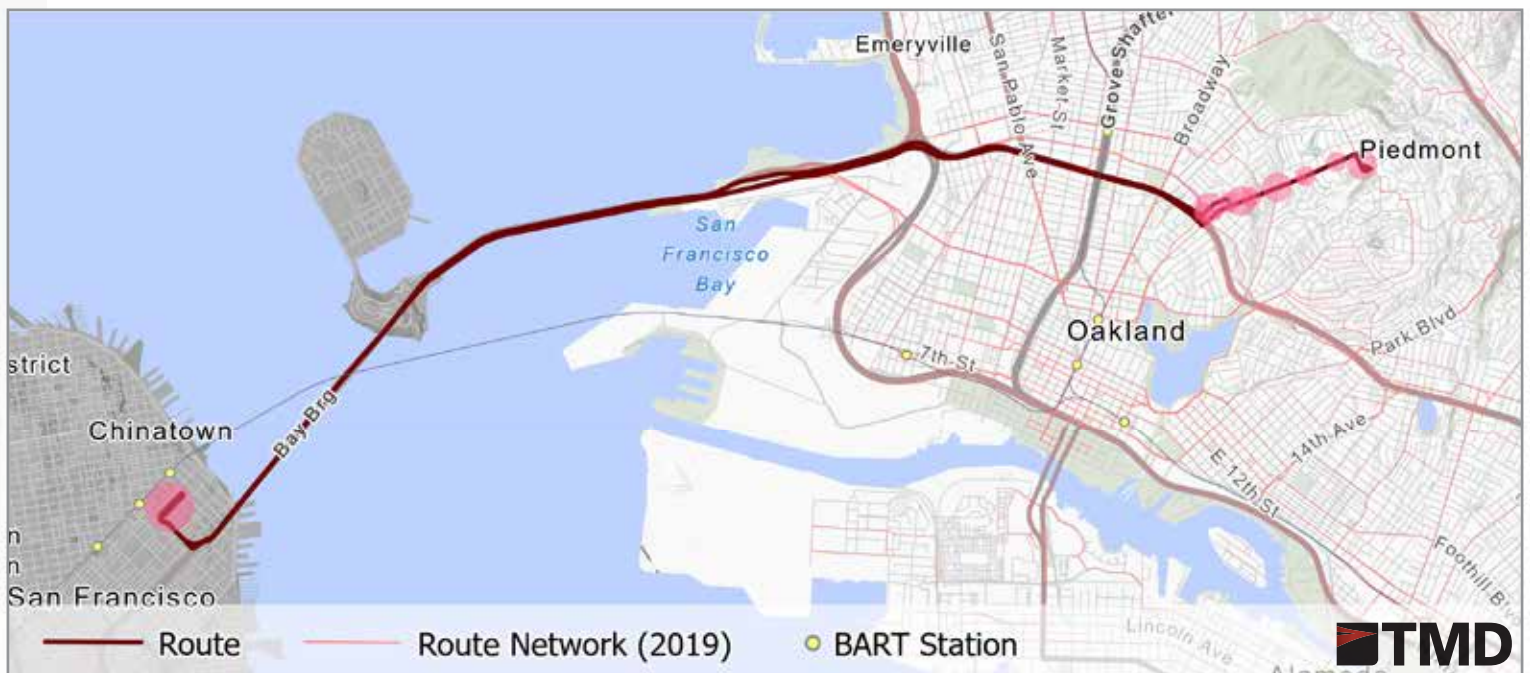 Emeryville
San Pablo Ave
Market St
Grove-Shafter
Broadway
Piedmont
San
Francisco
Bay
Oakland
7th St
Park Blvd
14th Ave
E 12th St
Foothill Blv
strict
Chinatown
Bay Brg
n
n
San Francisco
Lincoln Ave
Alameda
Route
Route Network (2019)
BART Station
TMD